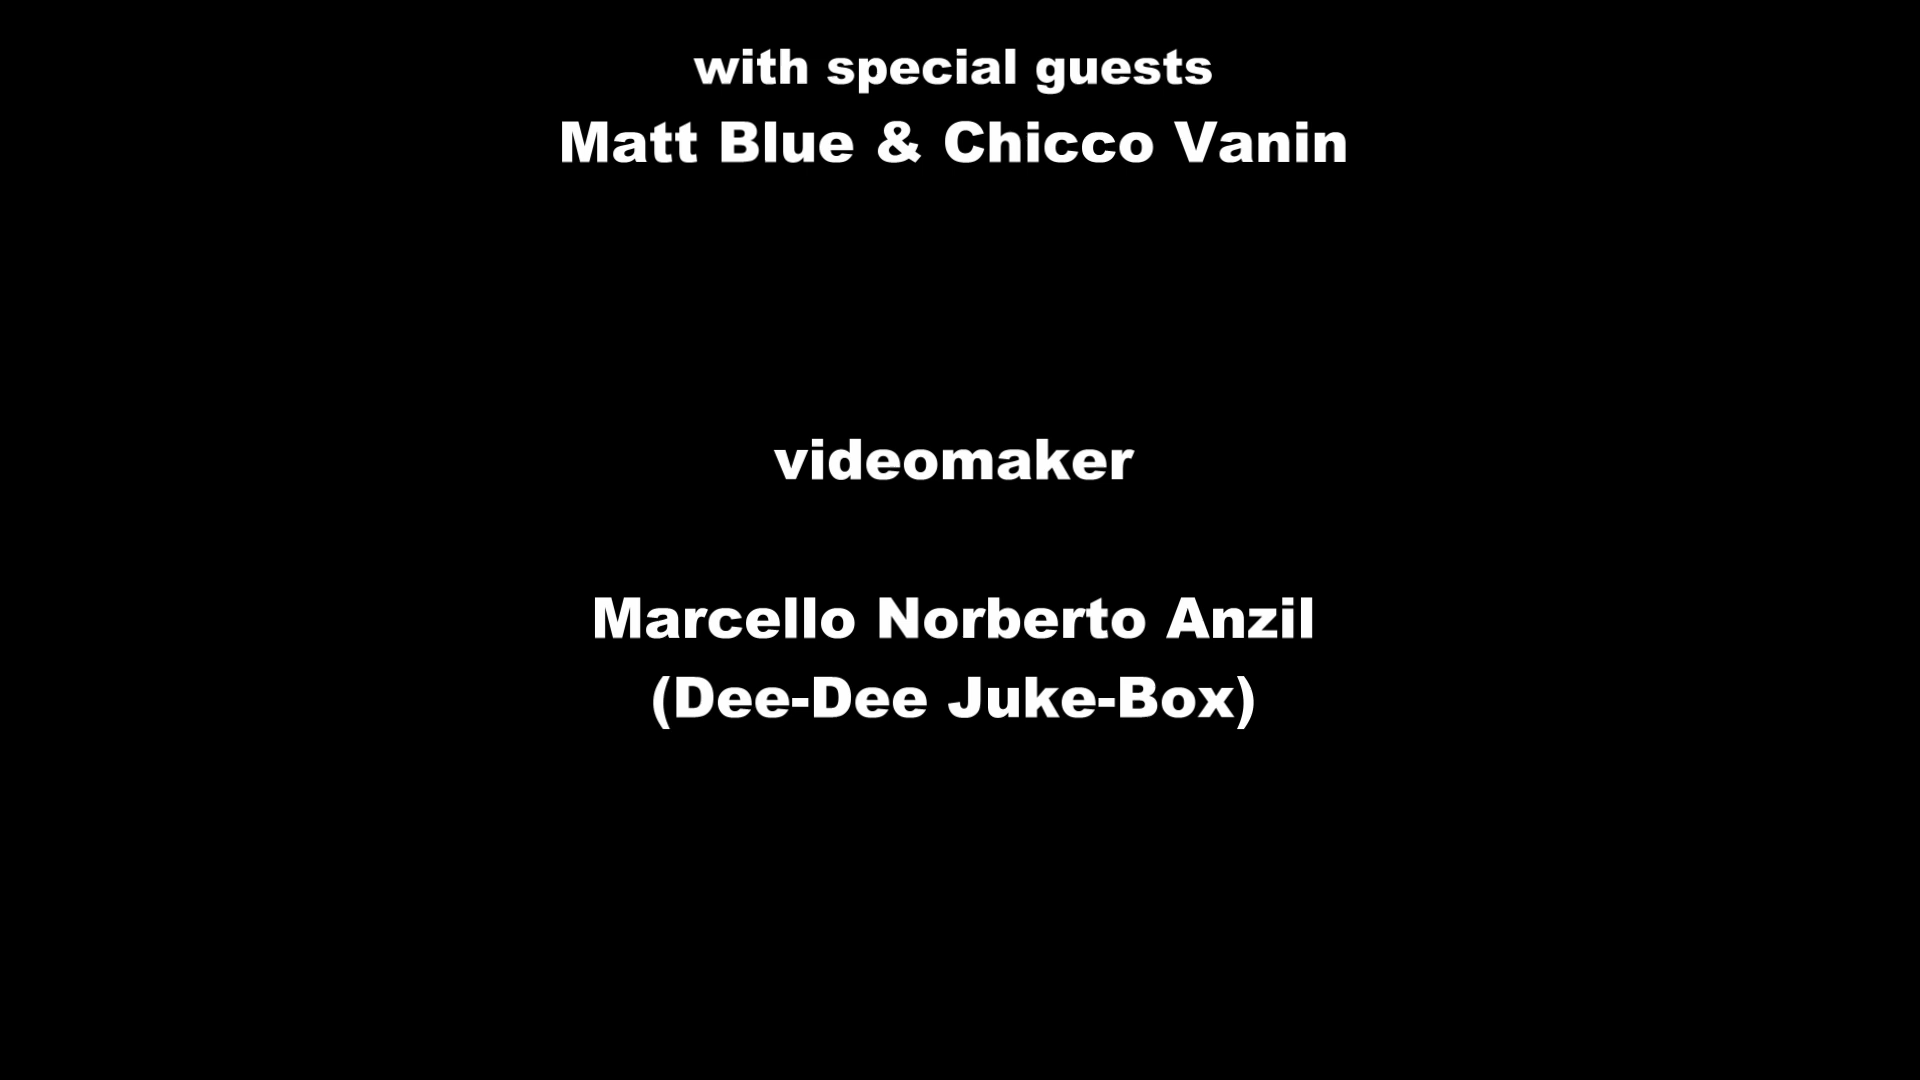 with special guests
Matt Blue & Chicco Vanin
videomaker
Marcello Norberto Anzil
(Dee-Dee Juke-Box)